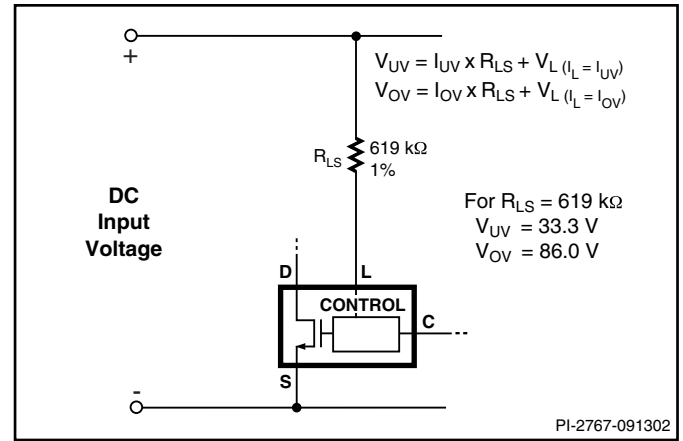 +
V_UV = I_UV x R_LS + V_L (I_L = I_UV)
V_OV = I_OV x R_LS + V_L (I_L = I_OV)
R_LS
619 kΩ
1%
DC
Input
Voltage
For R_LS = 619 kΩ
V_UV = 33.3 V
V_OV = 86.0 V
D
L
CONTROL
C
S
-
PI-2767-091302